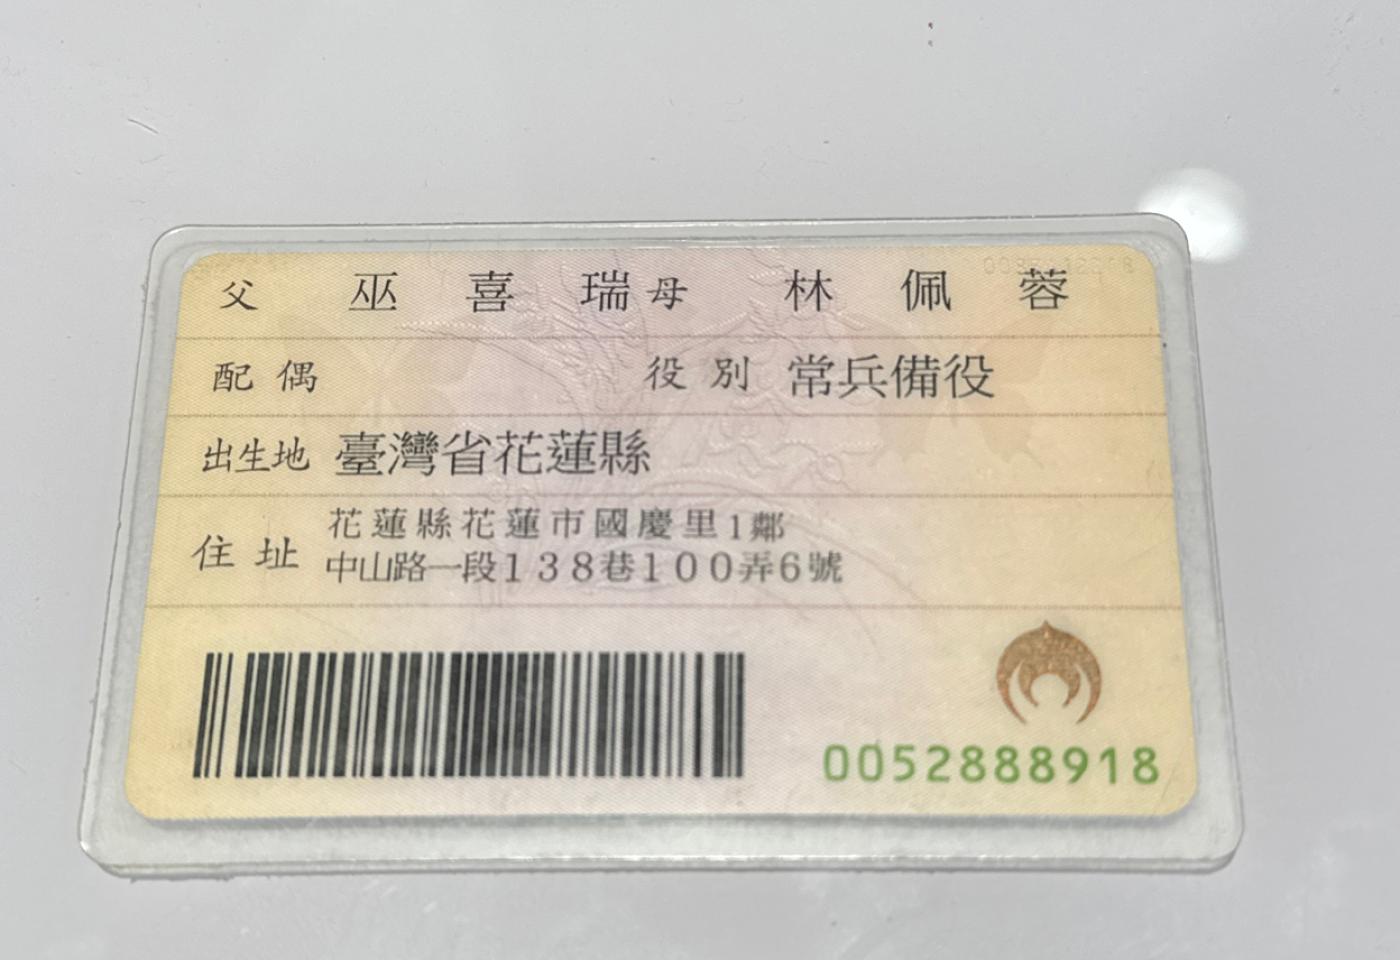 父 巫喜瑞 母 林佩蓉
配偶 役別 常兵備役
出生地 臺灣省花蓮縣
住址 花蓮縣花蓮市國慶里1鄰
中山路一段138巷100弄6號
0052888918